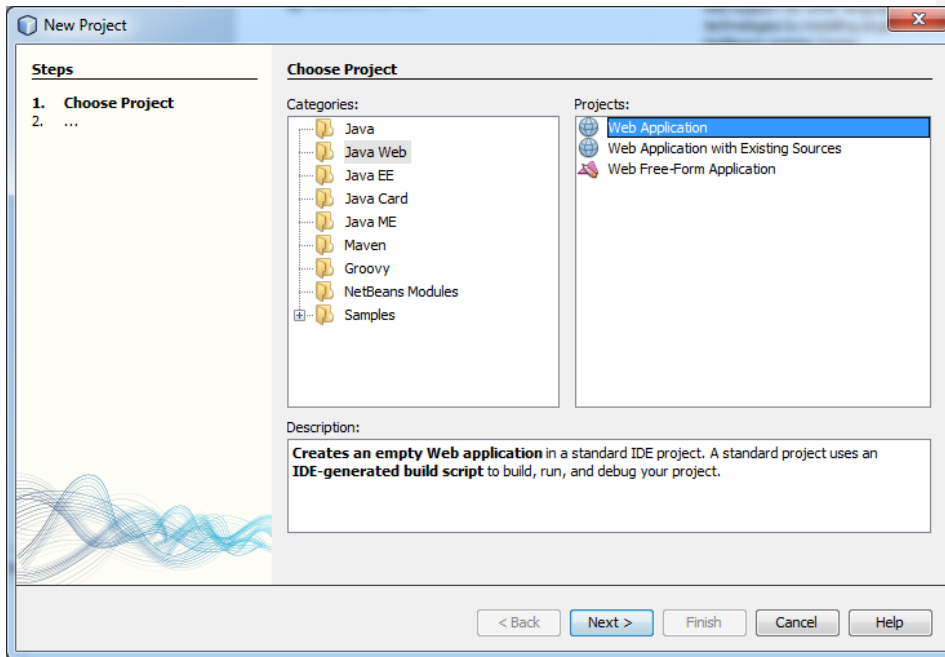 New Project
Steps
1. Choose Project
2. ...
Choose Project
Categories:
Java
Java Web
Java EE
Java Card
Java ME
Maven
Groovy
NetBeans Modules
Samples
Projects:
Web Application
Web Application with Existing Sources
Web Free-Form Application
Description:
Creates an empty Web application in a standard IDE project. A standard project uses an
IDE-generated build script to build, run, and debug your project.
< Back
Next >
Finish
Cancel
Help